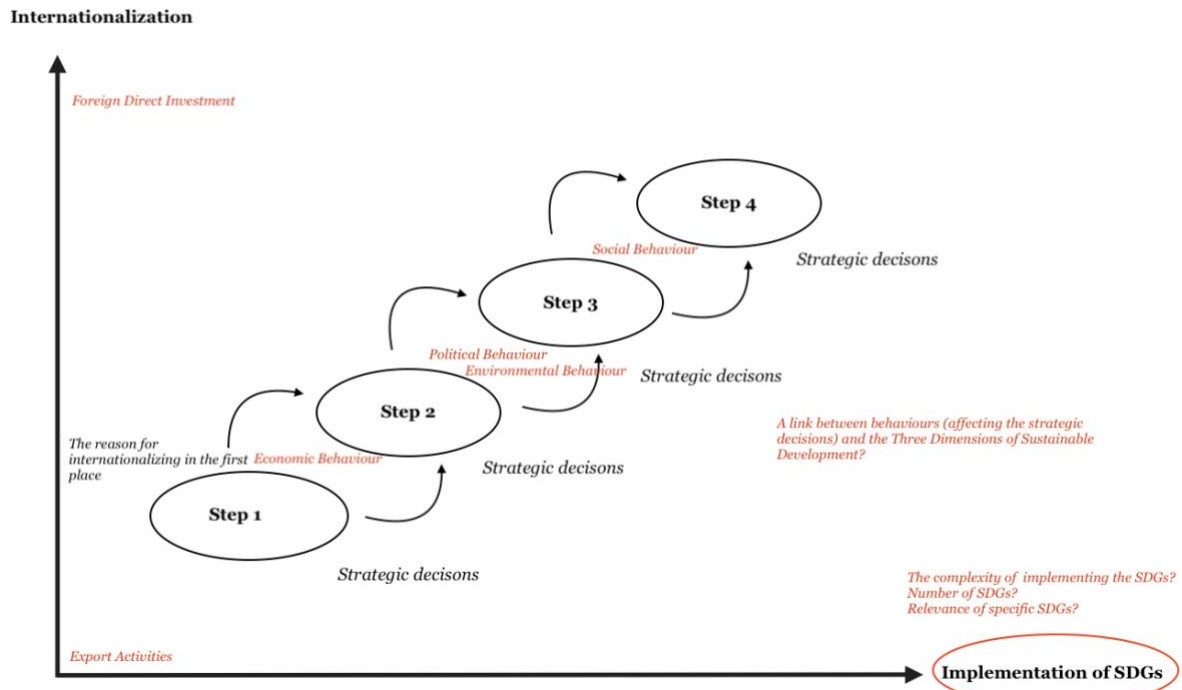 Internationalization
Foreign Direct Investment
Step 4
Social Behaviour
Strategic decisons
Step 3
Political Behaviour
Environmental Behaviour
Strategic decisons
Step 2
A link between behaviours (affecting the strategic
decisions) and the Three Dimensions of Sustainable
Development?
The reason for
internationalizing in the first Economic Behaviour
place
Strategic decisons
Step 1
Strategic decisons
The complexity of implementing the SDGs?
Number of SDGs?
Relevance of specific SDGs?
Export Activities
Implementation of SDGs